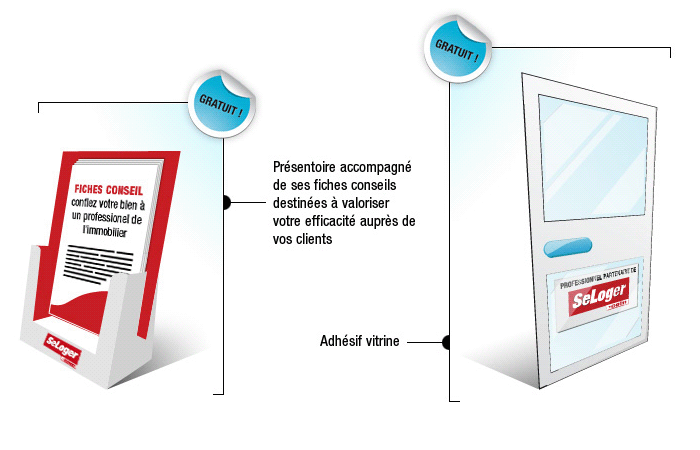 GRATUIT !
FICHES CONSEIL
confiez votre bien à
un professionel de
l'immobilier
SeLoger
Présentoire accompagné
de ses fiches conseils
destinées à valoriser
votre efficacité auprès de
vos clients
GRATUIT !
PROFESSIONNEL PARTENAIRE DE
SeLoger
Adhésif vitrine